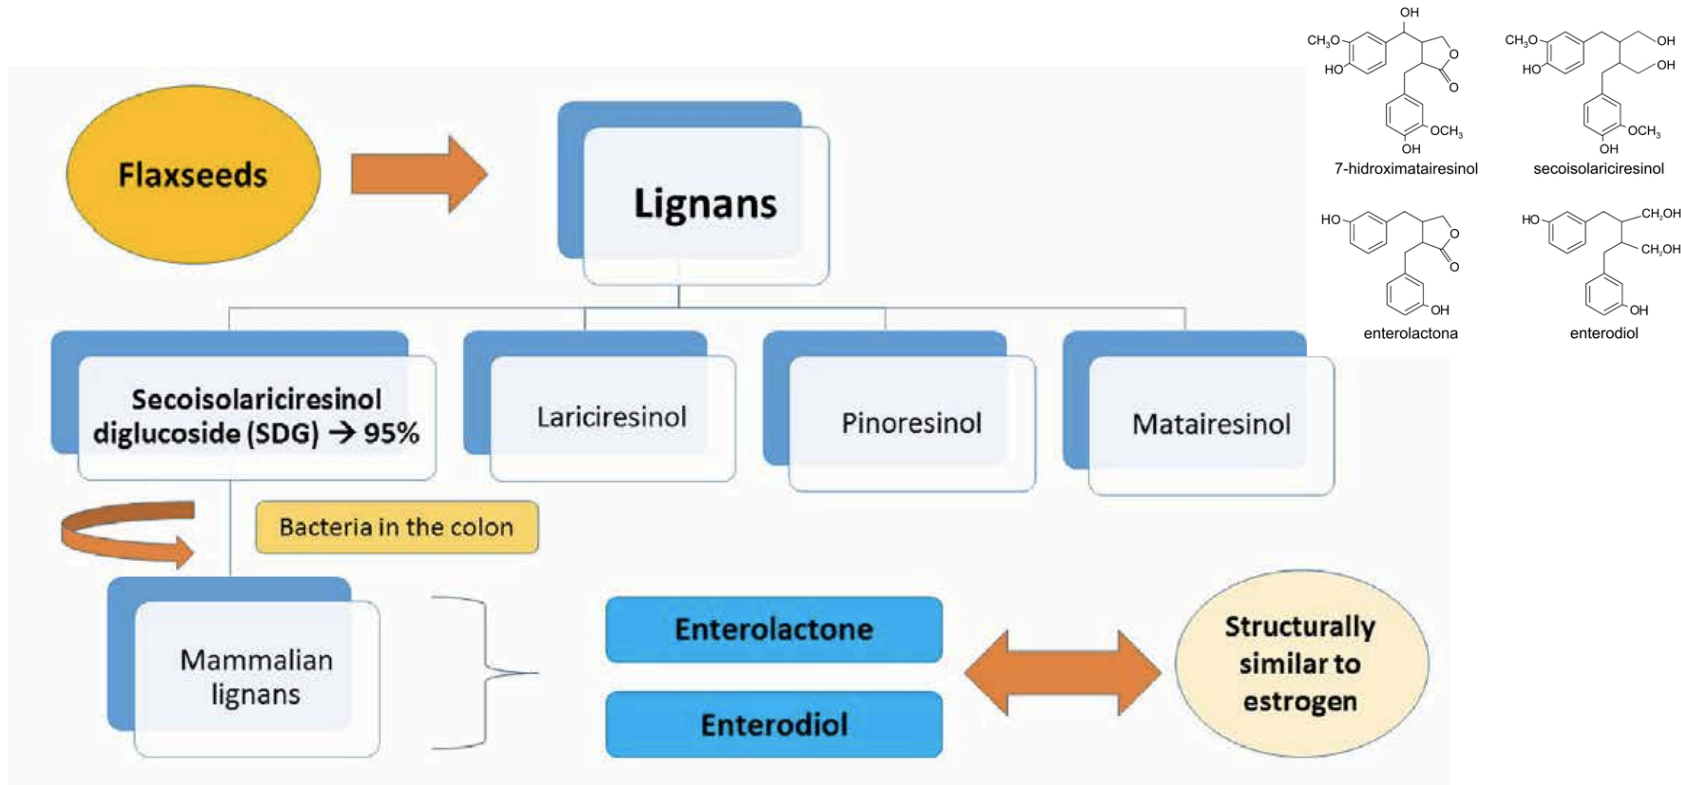 Flaxseeds
Lignans
Secoisolariciresinol
diglucoside (SDG) → 95%
Lariciresinol
Pinoresinol
Matairesinol
Bacteria in the colon
Mammalian
lignans
Enterolactone
Enterodiol
Structurally
similar to
estrogen
OH
CH₃O
HO
O
O
OCH₃
OH
7-hidroximatairesinol
CH₃O
HO
OH
OH
OCH₃
OH
secoisolariciresinol
HO
O
O
OH
enterolactona
HO
CH₂OH
CH₂OH
OH
enterodiol